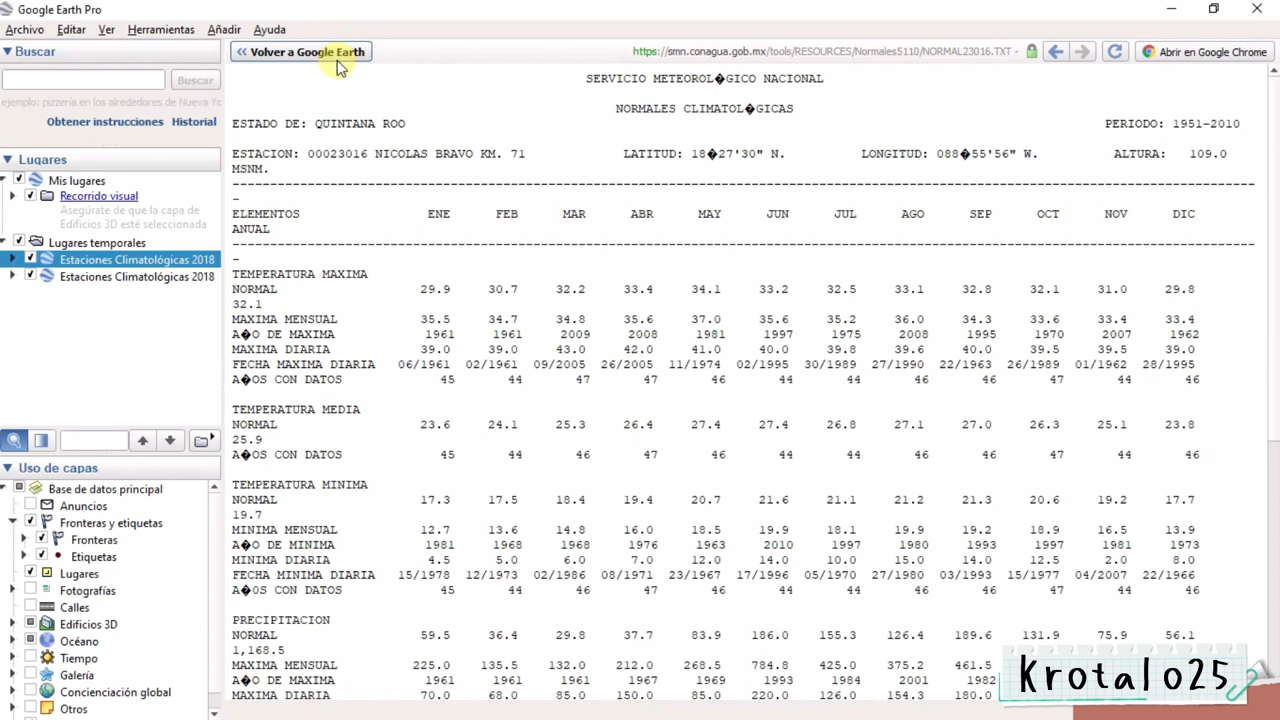 Google Earth Pro
Archivo Editar Ver Herramientas Añadir Ayuda
Buscar
Buscar
ejemplo: pizzería en los alrededores de Nueva Yo
Obtener instrucciones Historial
Lugares
Mis lugares
Recorrido visual
Asegúrate de que la capa de
Edificios 3D esté seleccionada
Lugares temporales
Estaciones Climatológicas 2018
Estaciones Climatológicas 2018
Uso de capas
Base de datos principal
Anuncios
Fronteras y etiquetas
Fronteras
Etiquetas
Lugares
Fotografías
Calles
Edificios 3D
Océano
Tiempo
Galería
Concienciación global
Otros
Volver a Google Earth
https://smn.conagua.gob.mx/tools/RESOURCES/Normales5110/NORMAL23016.TXT -
Abrir en Google Chrome
SERVICIO METEOROL�GICO NACIONAL
NORMALES CLIMATOL�GICAS
ESTADO DE: QUINTANA ROO PERIODO: 1951-2010
ESTACION: 00023016 NICOLAS BRAVO KM. 71 LATITUD: 18�27'30" N. LONGITUD: 088�55'56" W. ALTURA: 109.0
MSNM.
-
ELEMENTOS ENE FEB MAR ABR MAY JUN JUL AGO SEP OCT NOV DIC
ANUAL
-
TEMPERATURA MAXIMA
NORMAL 29.9 30.7 32.2 33.4 34.1 33.2 32.5 33.1 32.8 32.1 31.0 29.8
32.1
MAXIMA MENSUAL 35.5 34.7 34.8 35.6 37.0 35.6 35.2 36.0 34.3 33.6 33.4 33.4
A�O DE MAXIMA 1961 1961 2009 2008 1981 1997 1975 2008 1995 1970 2007 1962
MAXIMA DIARIA 39.0 39.0 43.0 42.0 41.0 40.0 39.8 39.6 40.0 39.5 39.5 39.0
FECHA MAXIMA DIARIA 06/1961 02/1961 09/2005 26/2005 11/1974 02/1995 30/1989 27/1990 22/1963 26/1989 01/1962 28/1995
A�OS CON DATOS 45 44 47 47 46 44 44 46 46 46 44 46
TEMPERATURA MEDIA
NORMAL 23.6 24.1 25.3 26.4 27.4 27.4 26.8 27.1 27.0 26.3 25.1 23.8
25.9
A�OS CON DATOS 45 44 46 47 46 44 44 46 46 46 44 46
TEMPERATURA MINIMA
NORMAL 17.3 17.5 18.4 19.4 20.7 21.6 21.1 21.2 21.3 20.6 19.2 17.7
19.7
MINIMA MENSUAL 12.7 13.6 14.8 16.0 18.5 19.9 18.1 19.9 19.2 18.9 16.5 13.9
A�O DE MINIMA 1981 1968 1968 1976 1963 2010 1997 1980 1993 1997 1981 1973
MINIMA DIARIA 4.5 5.0 6.0 7.0 12.0 14.0 10.0 15.0 14.0 12.5 2.0 8.0
FECHA MINIMA DIARIA 15/1978 12/1973 02/1986 08/1971 23/1967 17/1996 05/1970 27/1980 03/1993 15/1977 04/2007 22/1966
A�OS CON DATOS 45 44 46 47 46 44 44 46 46 46 44 46
PRECIPITACION
NORMAL 59.5 36.4 29.8 37.7 83.9 186.0 155.3 126.4 189.6 131.9 75.9 56.1
1,168.5
MAXIMA MENSUAL 225.0 135.5 132.0 212.0 268.5 784.8 425.0 375.2 461.5
A�O DE MAXIMA 1961 1961 1961 1967 1969 1993 1984 2001 1982
MAXIMA DIARIA 70.0 68.0 85.0 150.0 85.0 220.0 126.0 154.3 180.0
Krotalo25